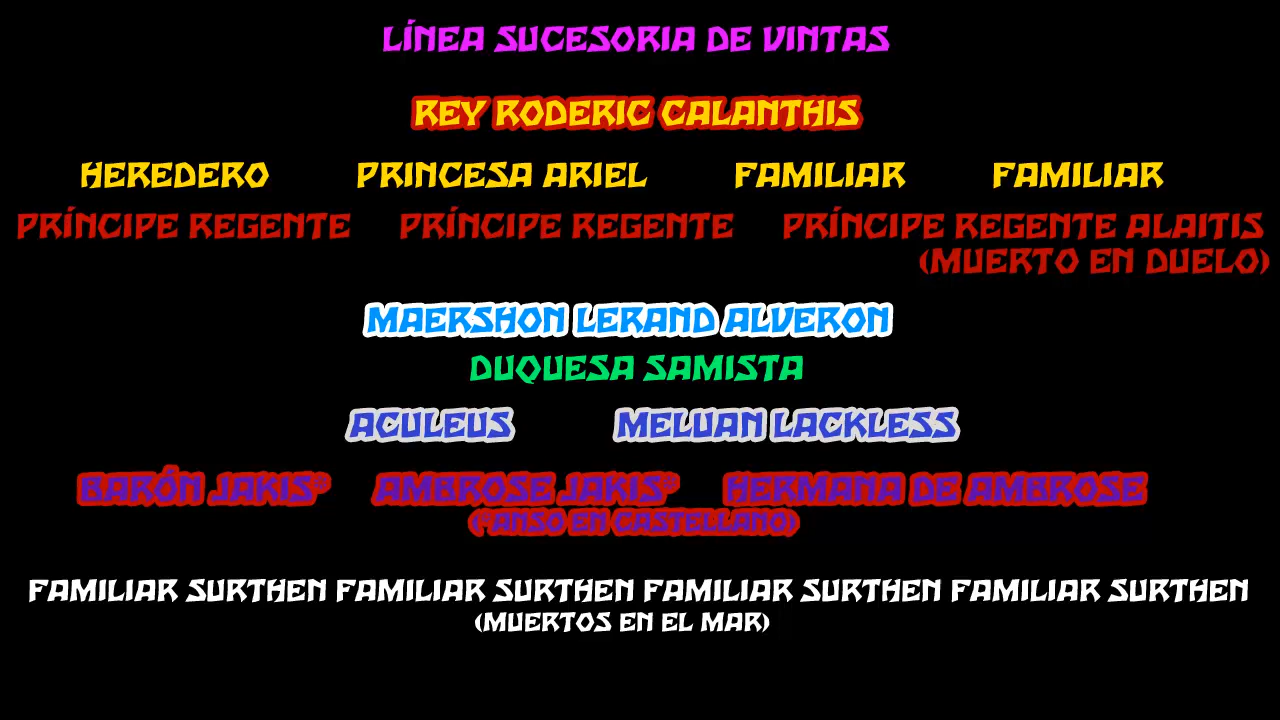 LÍNEA SUCESORIA DE VINTAS
REY RODERIC CALANTHIS
HEREDERO PRINCESA ARIEL FAMILIAR FAMILIAR
PRÍNCIPE REGENTE PRÍNCIPE REGENTE PRÍNCIPE REGENTE ALAITIS
(MUERTO EN DUELO)
MAERSHON LERAND ALVERON
DUQUESA SAMISTA
ACULEUS MELUAN LACKLESS
BARÓN JAKIS* AMBROSE JAKIS* HERMANA DE AMBROSE
(*ANSO EN CASTELLANO)
FAMILIAR SURTHEN FAMILIAR SURTHEN FAMILIAR SURTHEN FAMILIAR SURTHEN
(MUERTOS EN EL MAR)